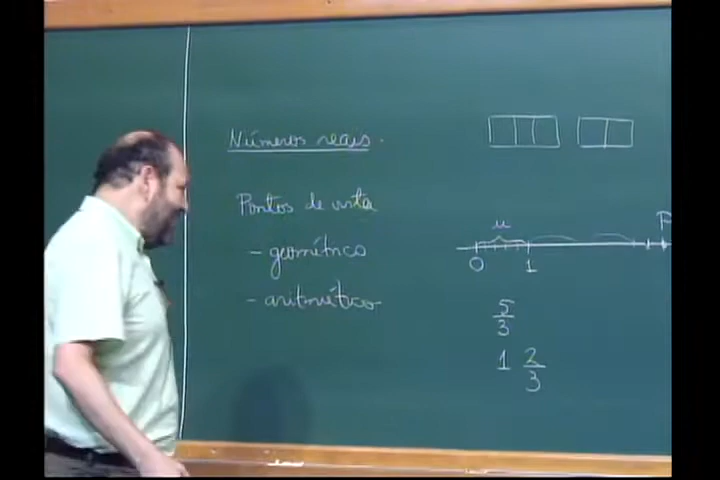 Números reais.
Pontos de vista
- geométrico
- aritmético
u
P
0 1
5/3
1 2/3